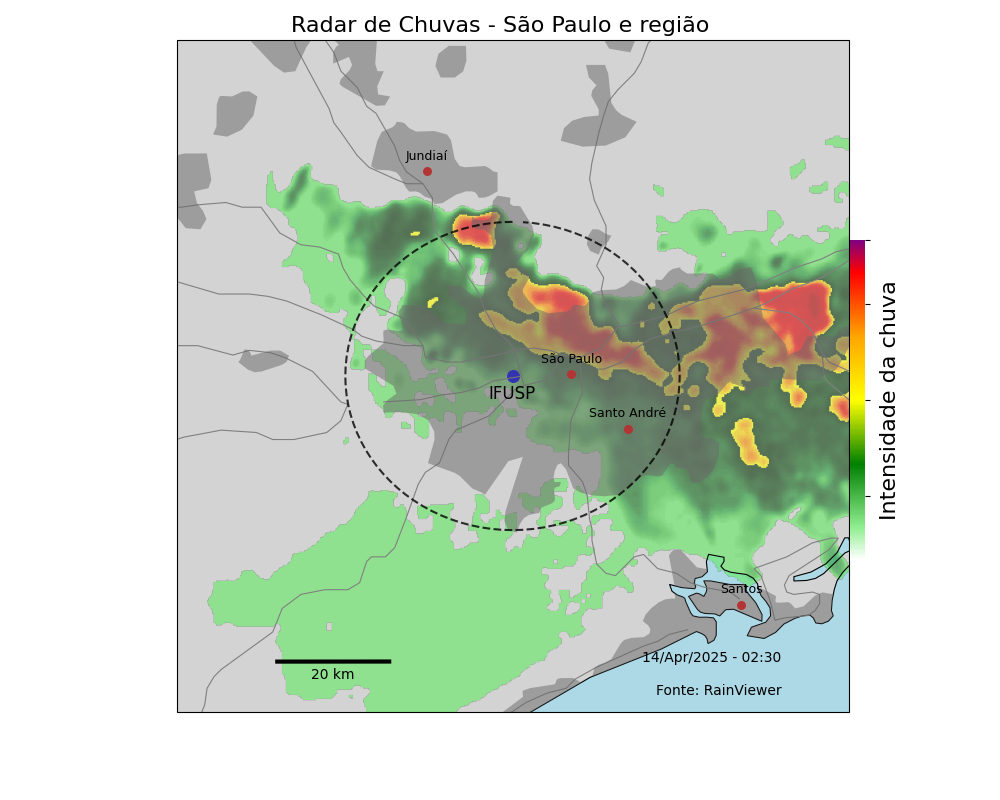 Radar de Chuvas - São Paulo e região
Jundiaí
São Paulo
IFUSP
Santo André
Intensidade da chuva
Santos
14/Apr/2025 - 02:30
20 km
Fonte: RainViewer